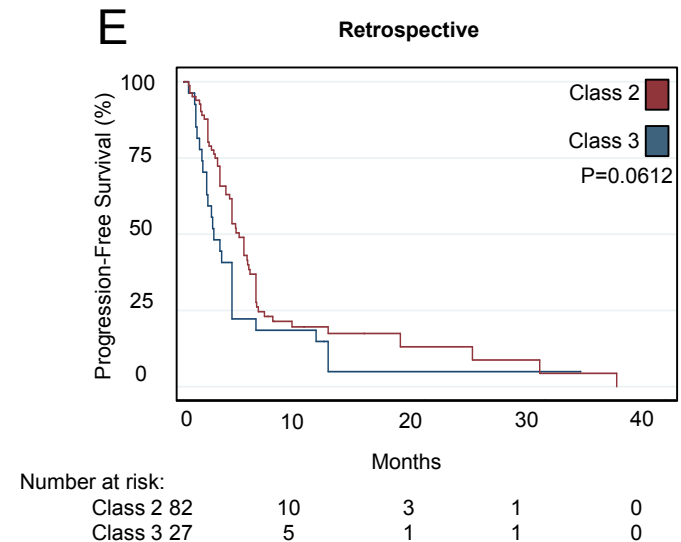 E
Retrospective
Progression-Free Survival (%)
100
75
50
25
0
Class 2
Class 3
P=0.0612
0 10 20 30 40
Months
Number at risk:
Class 2 82 10 3 1 0
Class 3 27 5 1 1 0